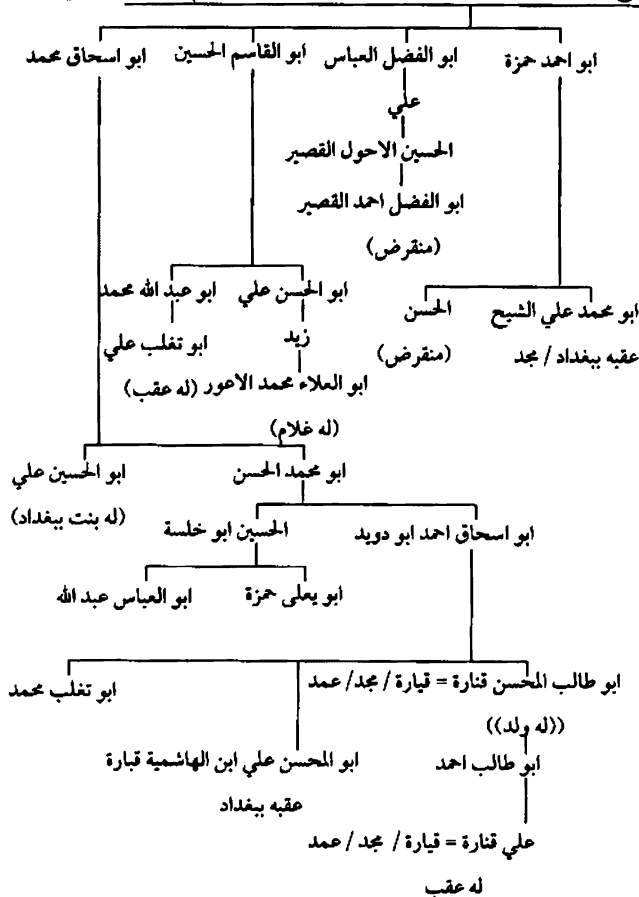 ابو احمد حمزة ابو الفضل العباس ابو القاسم الحسين ابو اسحاق محمد
علي
الحسين الاحول القصير
ابو الفضل احمد القصير
(منقرض)
ابو محمد علي الشيح الحسن ابو الحسن علي ابو عبد الله محمد
عقبه ببغداد / مجد (منقرض) زيد ابو تغلب علي
ابو العلاء محمد الاعور (له عقب)
(له غلام)
ابو محمد الحسن ابو الحسين علي
(له بنت ببغداد)
ابو اسحاق احمد ابو دويد الحسين ابو خلسة
ابو يعلى حمزة ابو العباس عبد الله
ابو طالب المحسن قنارة = قيارة / مجد / عمد ابو تغلب محمد
((له ولد))
ابو طالب احمد ابو المحسن علي ابن الهاشمية قبارة
عقبه ببغداد
علي قنارة = قيارة / مجد / عمد
له عقب